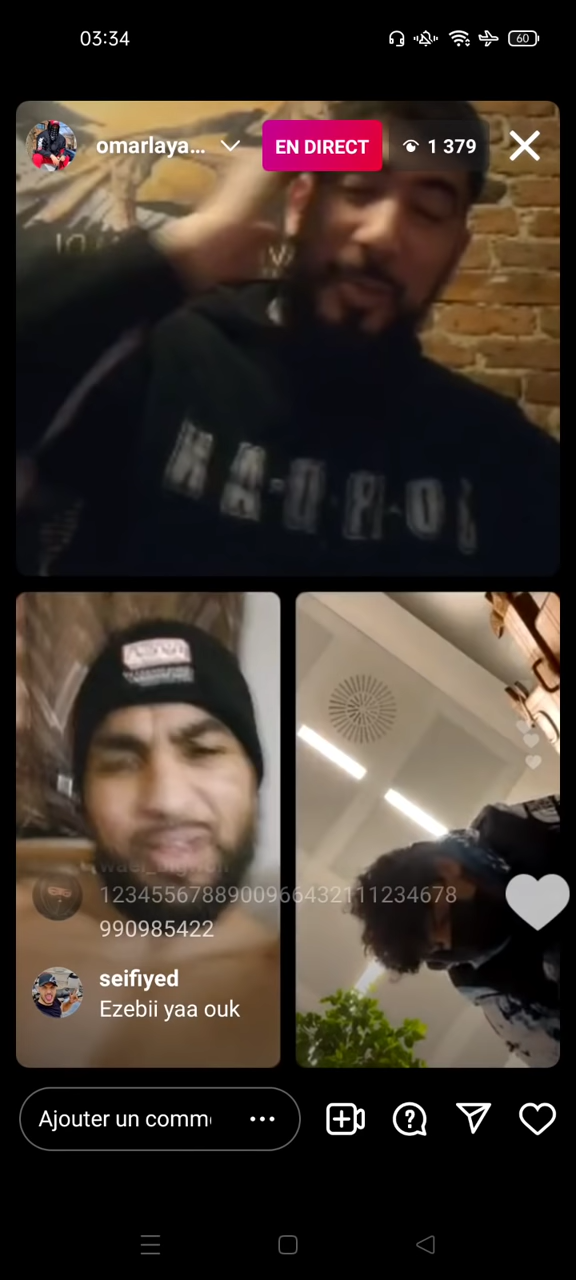 03:34
60
omarlaya...
EN DIRECT
1 379
1234556788900966432111234678
990985422
seifiyed
Ezebii yaa ouk
Ajouter un comm